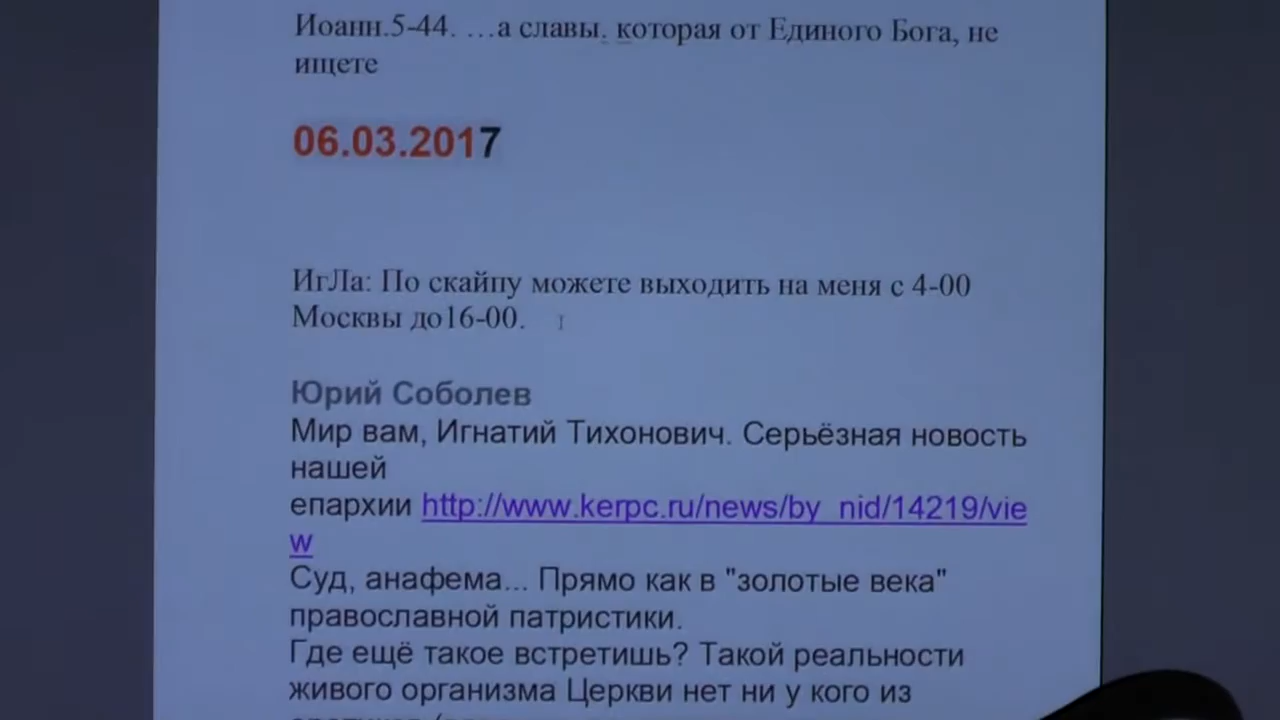 Иоанн.5-44. …а славы, которая от Единого Бога, не
ищете
06.03.2017
ИгЛа: По скайпу можете выходить на меня с 4-00
Москвы до16-00.
Юрий Соболев
Мир вам, Игнатий Тихонович. Серьёзная новость
нашей
епархии http://www.kerpc.ru/news/by_nid/14219/vie
w
Суд, анафема... Прямо как в "золотые века"
православной патристики.
Где ещё такое встретишь? Такой реальности
живого организма Церкви нет ни у кого из